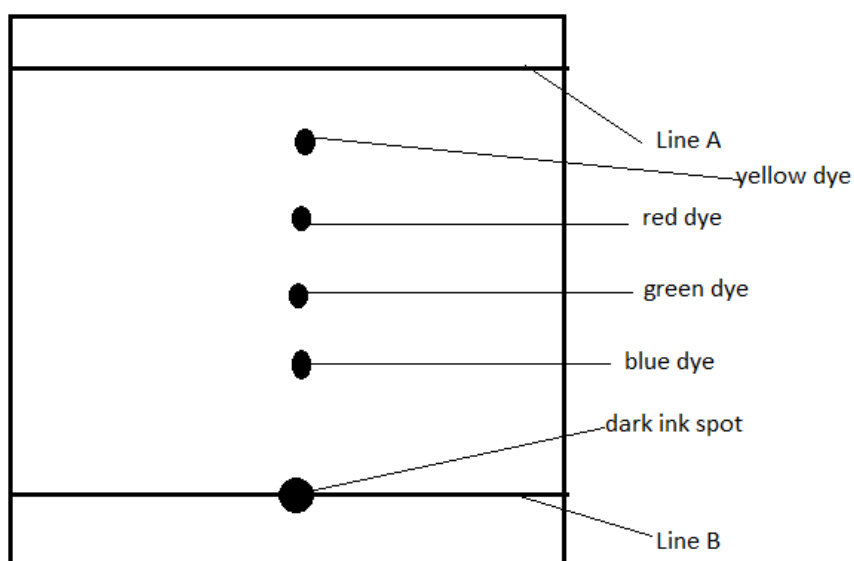 Line A
yellow dye
red dye
green dye
blue dye
dark ink spot
Line B